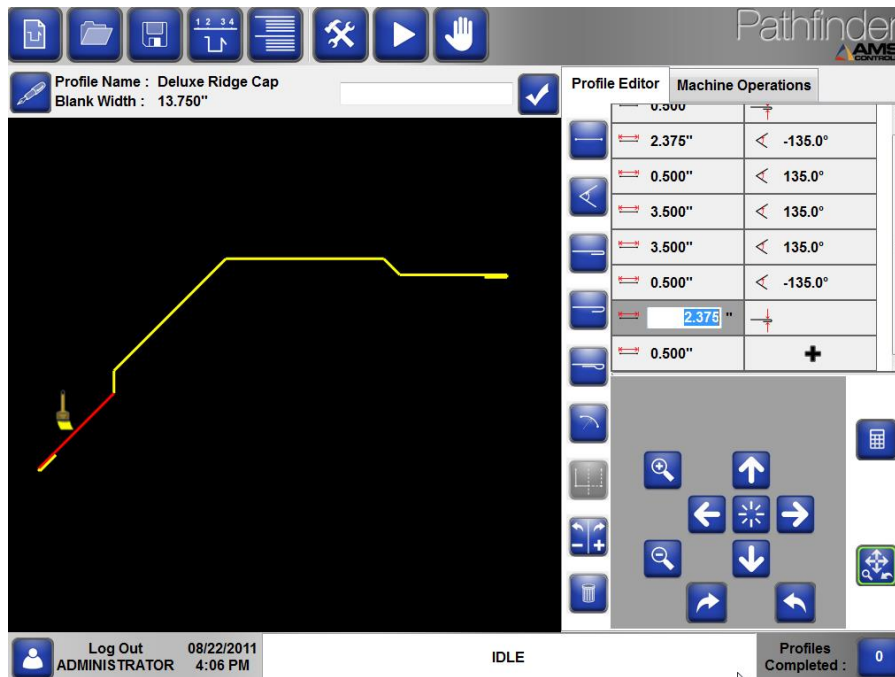 1 2 3 4
Pathfinder
AMS
CONTROLS
Profile Name : Deluxe Ridge Cap
Blank Width : 13.750"
Profile Editor
Machine Operations
0.500"
2.375" -135.0°
0.500" 135.0°
3.500" 135.0°
3.500" 135.0°
0.500" -135.0°
2.375 "
0.500"
Log Out
ADMINISTRATOR
08/22/2011
4:06 PM
IDLE
Profiles
Completed :
0